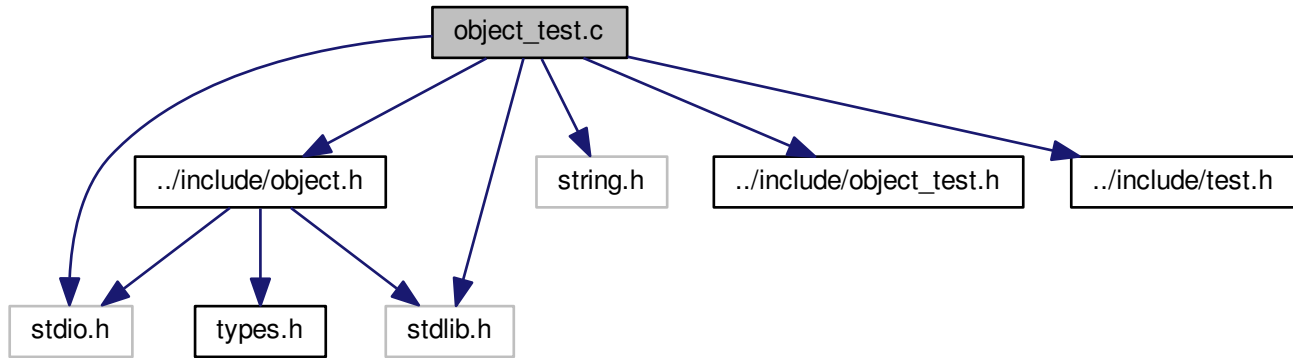 object_test.c
../include/object.h
string.h
../include/object_test.h
../include/test.h
stdio.h
types.h
stdlib.h